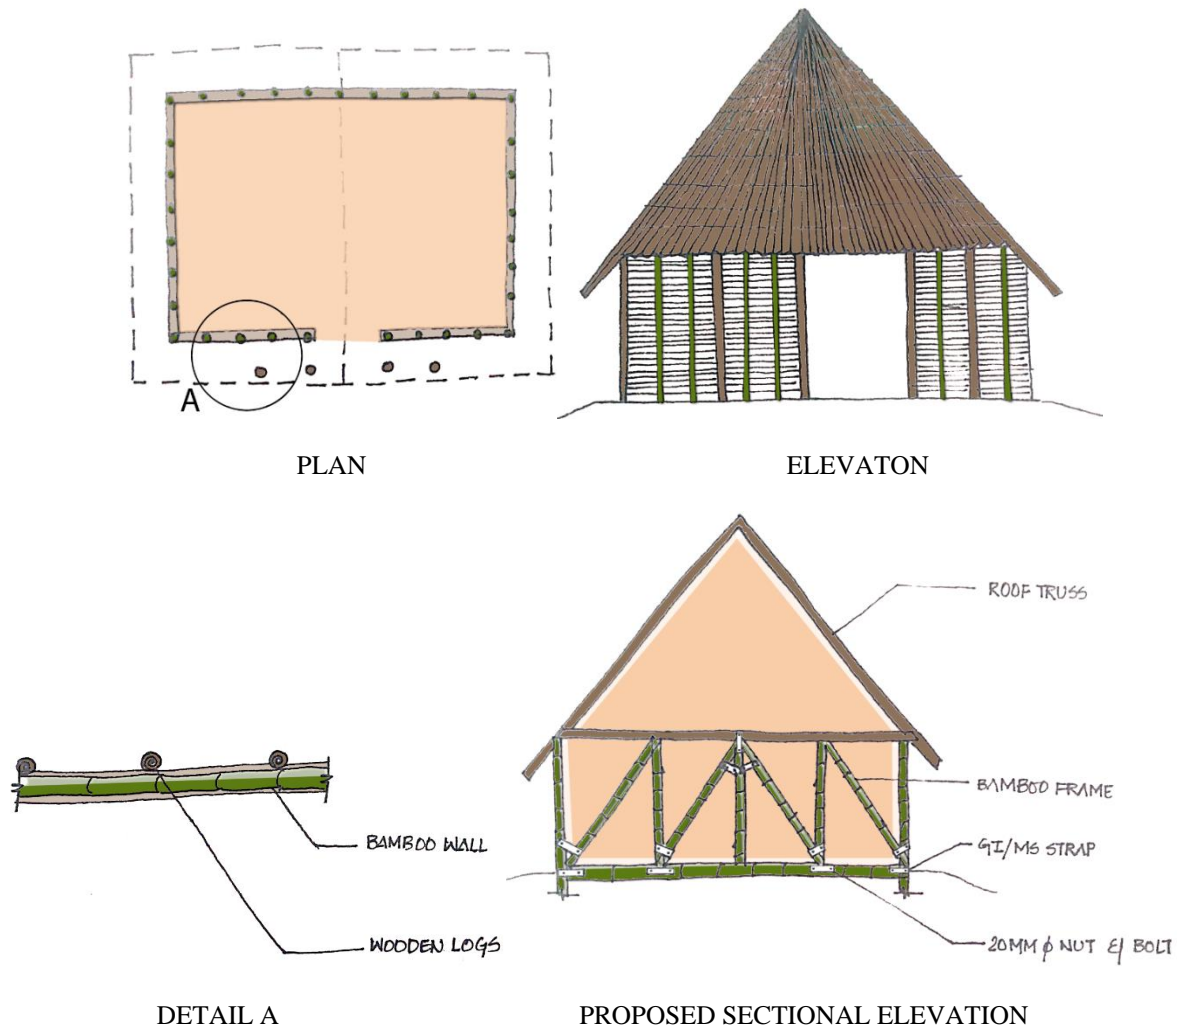 A
PLAN
ELEVATON
ROOF TRUSS
BAMBOO FRAME
GI/MS STRAP
20MM ϕ NUT & BOLT
BAMBOO WALL
WOODEN LOGS
DETAIL A
PROPOSED SECTIONAL ELEVATION